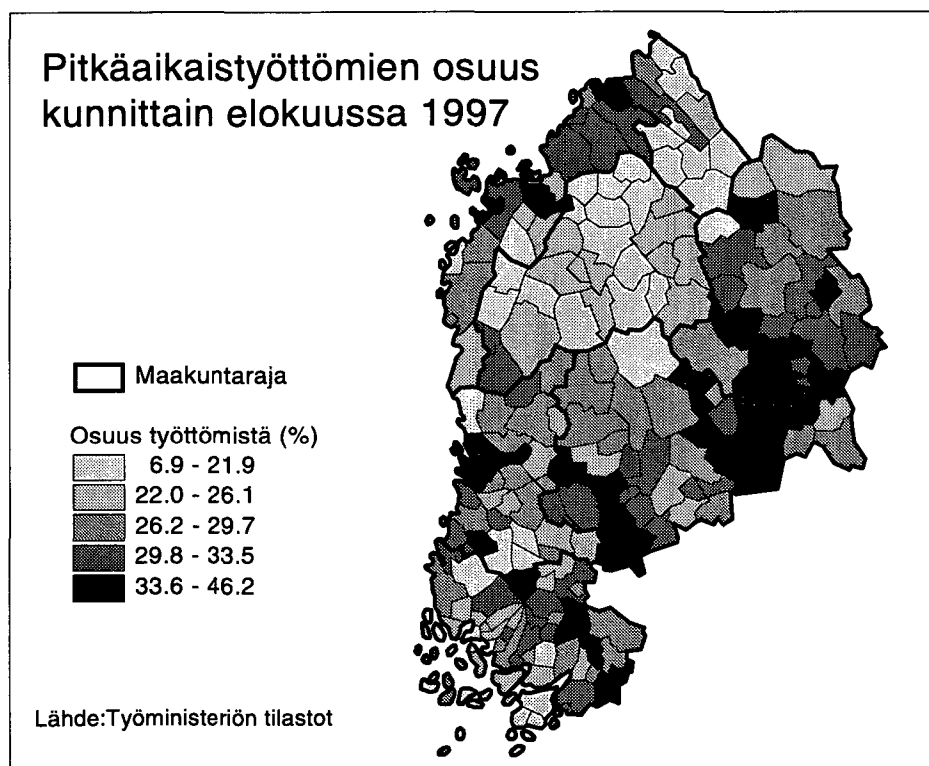 Pitkäaikaistyöttömien osuus
kunnittain elokuussa 1997
Maakuntaraja
Osuus työttömistä (%)
6.9 - 21.9
22.0 - 26.1
26.2 - 29.7
29.8 - 33.5
33.6 - 46.2
Lähde:Työministeriön tilastot